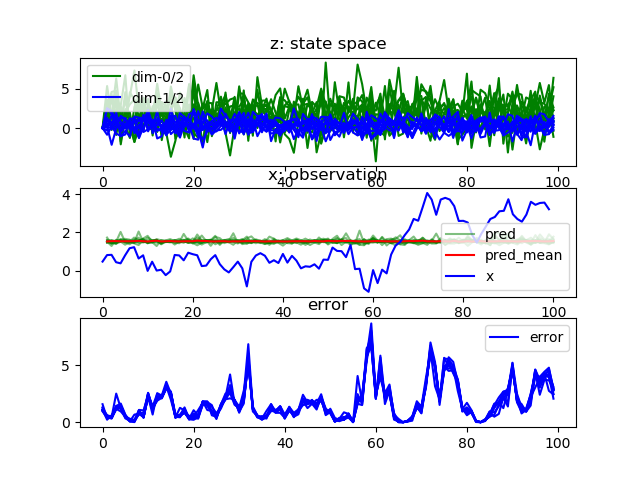 z: state space
dim-0/2
dim-1/2
5
0
0 20 40 60 80 100
x: observation
4
2
0
pred
pred_mean
x
0 20 40 60 80 100
error
error
5
0
0 20 40 60 80 100